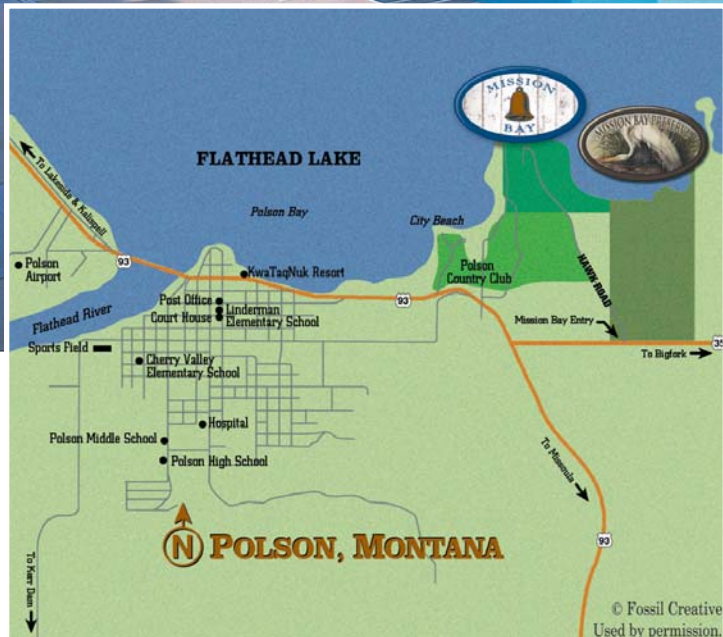 MISSION
BAY
MISSION BAY PRESERVE
FLATHEAD LAKE
To Lakeside & Kalispell
Polson Bay
City Beach
Polson
Airport
93
KwaTaqNuk Resort
Polson
Country Club
HAWK ROAD
Flathead River
Post Office
Linderman
Elementary School
Court House
93
Mission Bay Entry
35
To Bigfork
Sports Field
Cherry Valley
Elementary School
Hospital
Polson Middle School
Polson High School
To Missoula
N
POLSON, MONTANA
93
To Kerr Dam
© Fossil Creative
Used by permission.